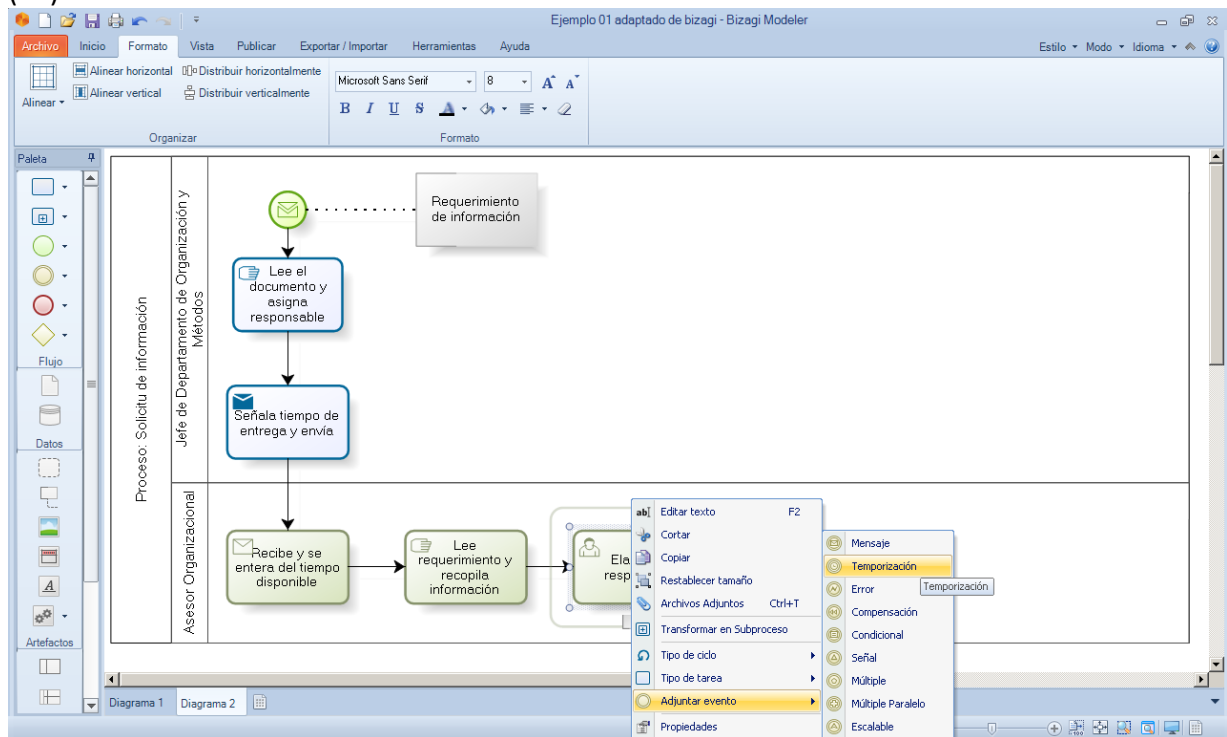 Ejemplo 01 adaptado de bizagi - Bizagi Modeler
Archivo Inicio Formato Vista Publicar Exportar / Importar Herramientas Ayuda Estilo Modo Idioma
Alinear
Alinear horizontal
Alinear vertical
Distribuir horizontalmente
Distribuir verticalmente
Organizar
Microsoft Sans Serif 8 A A
B I U S A
Formato
Paleta
Flujo
Datos
A
Artefactos
Proceso: Solicitu de información
Jefe de Departamento de Organización y
Métodos
Asesor Organizacional
Requerimiento
de información
Lee el
documento y
asigna
responsable
Señala tiempo de
entrega y envía
Recibe y se
entera del tiempo
disponible
Lee
requerimiento y
recopila
información
Ela
resp
abI Editar texto F2
Cortar
Copiar
Restablecer tamaño
Archivos Adjuntos Ctrl+T
Transformar en Subproceso
Tipo de ciclo
Tipo de tarea
Adjuntar evento
Propiedades
Mensaje
Temporización
Error
Compensación
Condicional
Señal
Múltiple
Múltiple Paralelo
Escalable
Temporización
Diagrama 1 Diagrama 2